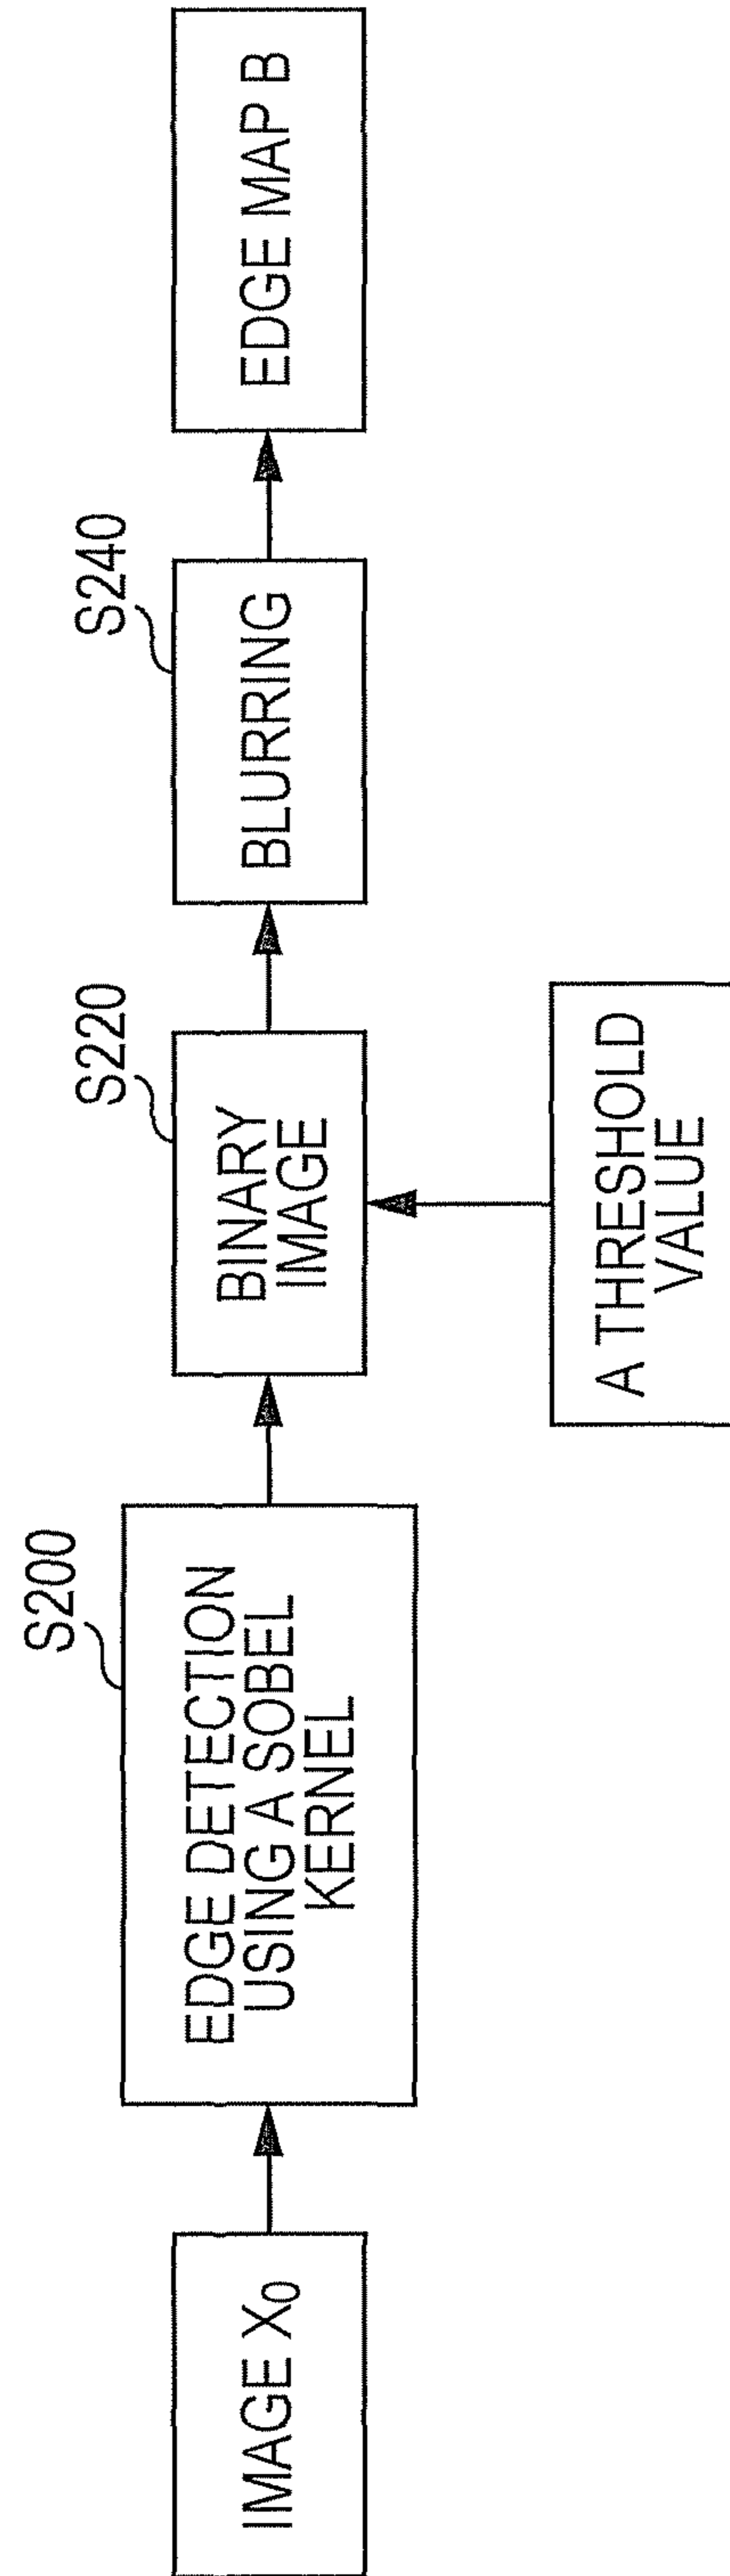 IMAGE X₀
S200
EDGE DETECTION
USING A SOBEL
KERNEL
S220
BINARY
IMAGE
A THRESHOLD
VALUE
S240
BLURRING
EDGE MAP B